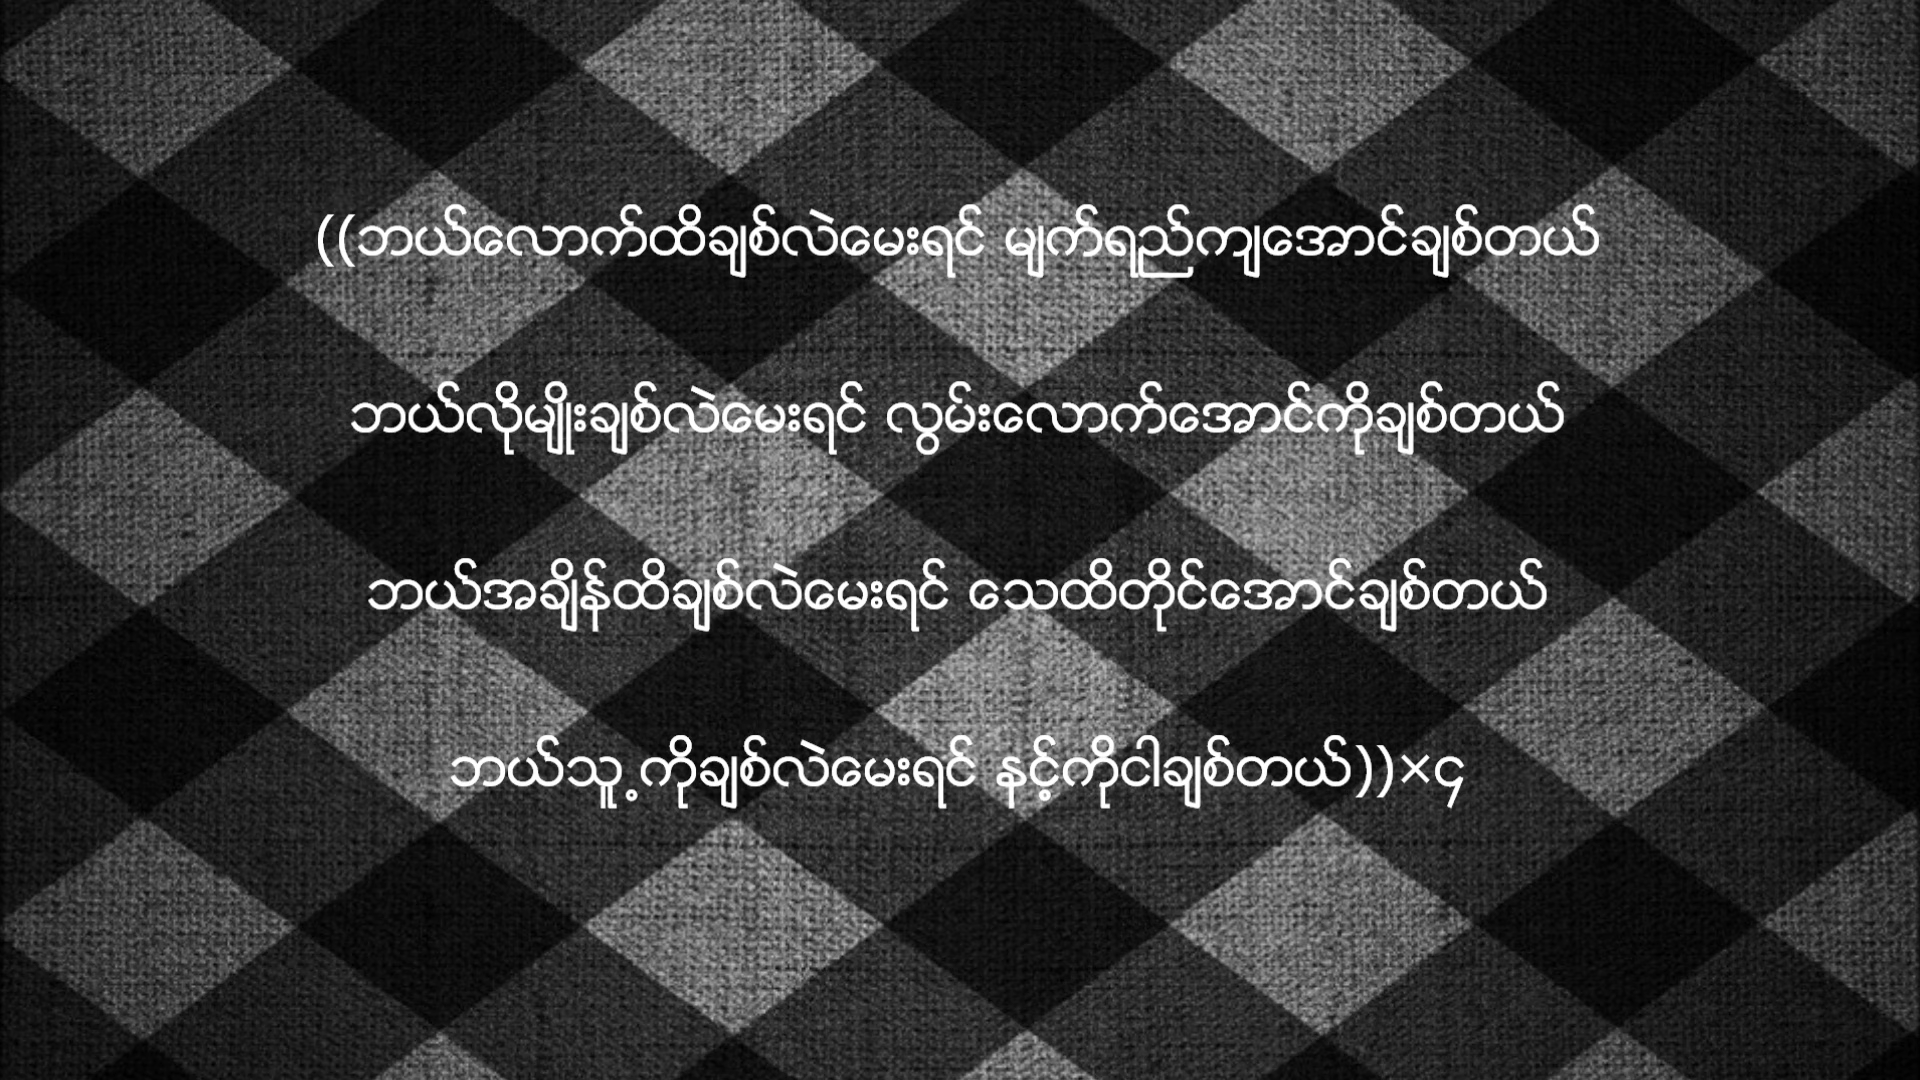 ((ဘယ်လောက်ထိချစ်လဲမေးရင် မျက်ရည်ကျအောင်ချစ်တယ်
ဘယ်လိုမျိုးချစ်လဲမေးရင် လွမ်းလောက်အောင်ကိုချစ်တယ်
ဘယ်အချိန်ထိချစ်လဲမေးရင် သေထိတိုင်အောင်ချစ်တယ်
ဘယ်သူ့ကိုချစ်လဲမေးရင် နင့်ကိုငါချစ်တယ်))×၄